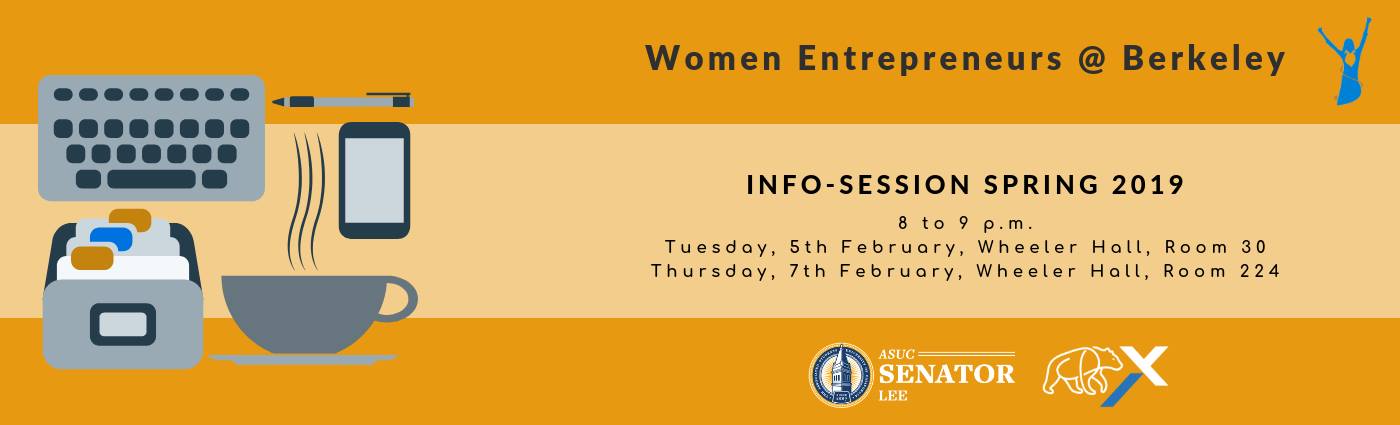 Women Entrepreneurs @ Berkeley
INFO-SESSION SPRING 2019
8 to 9 p.m.
Tuesday, 5th February, Wheeler Hall, Room 30
Thursday, 7th February, Wheeler Hall, Room 224
ASUC
SENATOR
LEE
X